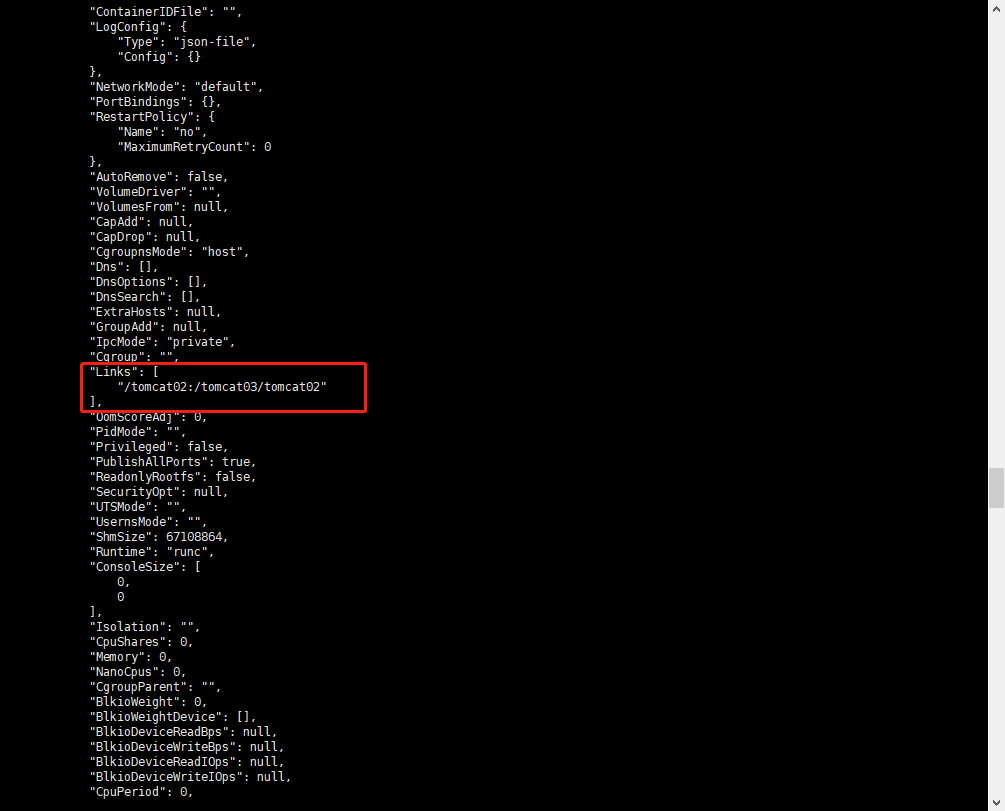 "ContainerIDFile": "",
"LogConfig": {
"Type": "json-file",
"Config": {}
},
"NetworkMode": "default",
"PortBindings": {},
"RestartPolicy": {
"Name": "no",
"MaximumRetryCount": 0
},
"AutoRemove": false,
"VolumeDriver": "",
"VolumesFrom": null,
"CapAdd": null,
"CapDrop": null,
"CgroupnsMode": "host",
"Dns": [],
"DnsOptions": [],
"DnsSearch": [],
"ExtraHosts": null,
"GroupAdd": null,
"IpcMode": "private",
"Cgroup": "",
"Links": [
"/tomcat02:/tomcat03/tomcat02"
],
"OomScoreAdj": 0,
"PidMode": "",
"Privileged": false,
"PublishAllPorts": true,
"ReadonlyRootfs": false,
"SecurityOpt": null,
"UTSMode": "",
"UsernsMode": "",
"ShmSize": 67108864,
"Runtime": "runc",
"ConsoleSize": [
0,
0
],
"Isolation": "",
"CpuShares": 0,
"Memory": 0,
"NanoCpus": 0,
"CgroupParent": "",
"BlkioWeight": 0,
"BlkioWeightDevice": [],
"BlkioDeviceReadBps": null,
"BlkioDeviceWriteBps": null,
"BlkioDeviceReadIOps": null,
"BlkioDeviceWriteIOps": null,
"CpuPeriod": 0,